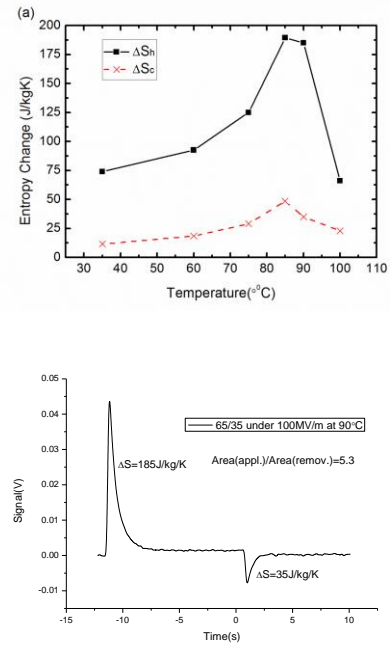 (a)
200
175
150
125
100
75
50
25
0
ΔSh
ΔSc
Entropy Change (J/kgK)
30 40 50 60 70 80 90 100 110
Temperature(°C)
0.05
0.04
0.03
0.02
0.01
0.00
-0.01
65/35 under 100MV/m at 90°C
ΔS=185J/kg/K
Area(appl.)/Area(remov.)=5.3
ΔS=35J/kg/K
Signal(V)
-15 -10 -5 0 5 10 15
Time(s)